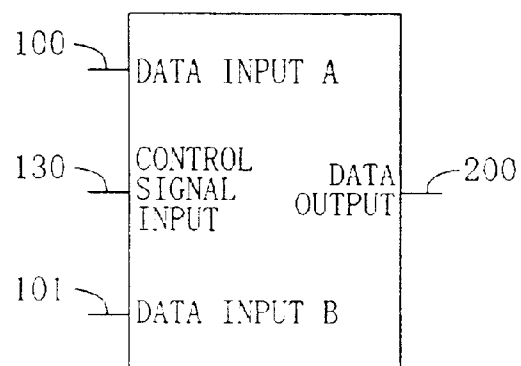 100
DATA INPUT A
130
CONTROL
SIGNAL
INPUT
DATA
OUTPUT
200
101
DATA INPUT B